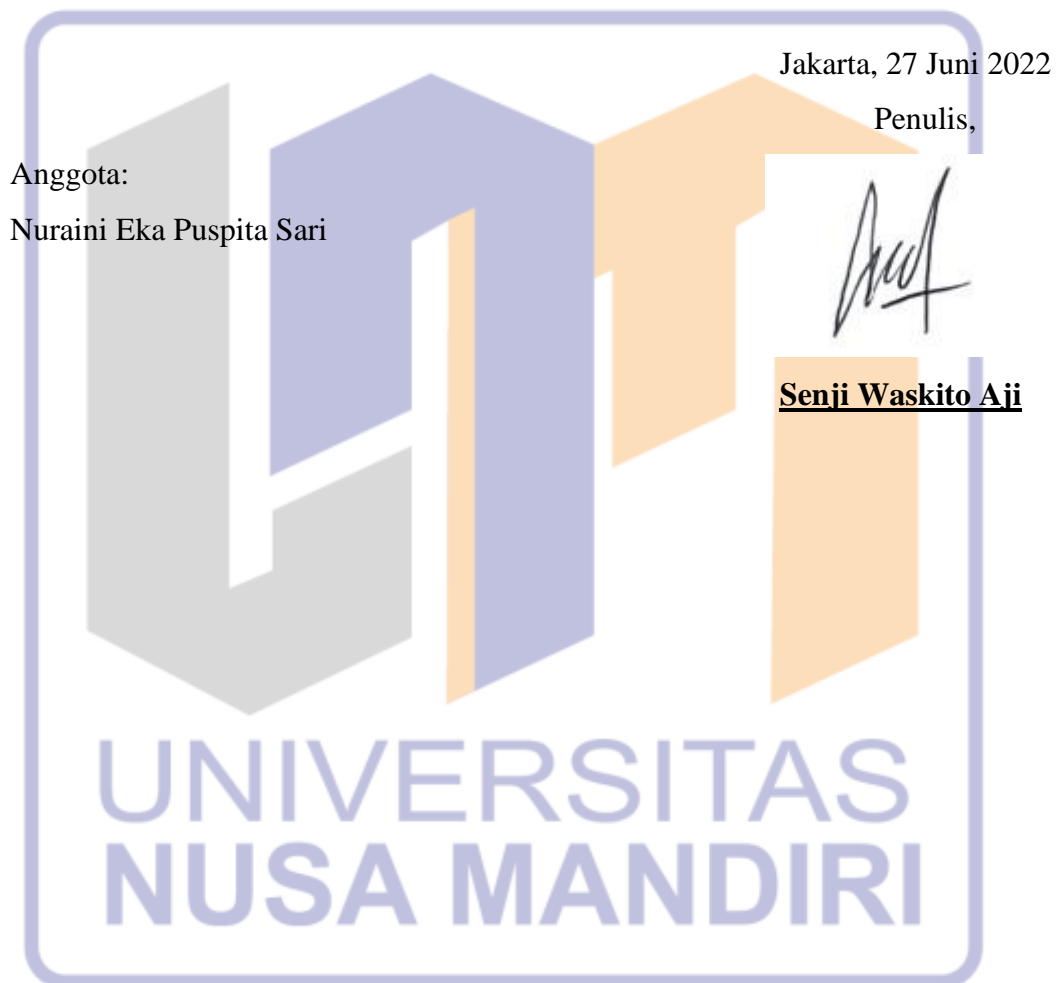 Jakarta, 27 Juni 2022
Penulis,
Anggota:
Nuraini Eka Puspita Sari
Senji Waskito Aji
UNIVERSITAS
NUSA MANDIRI